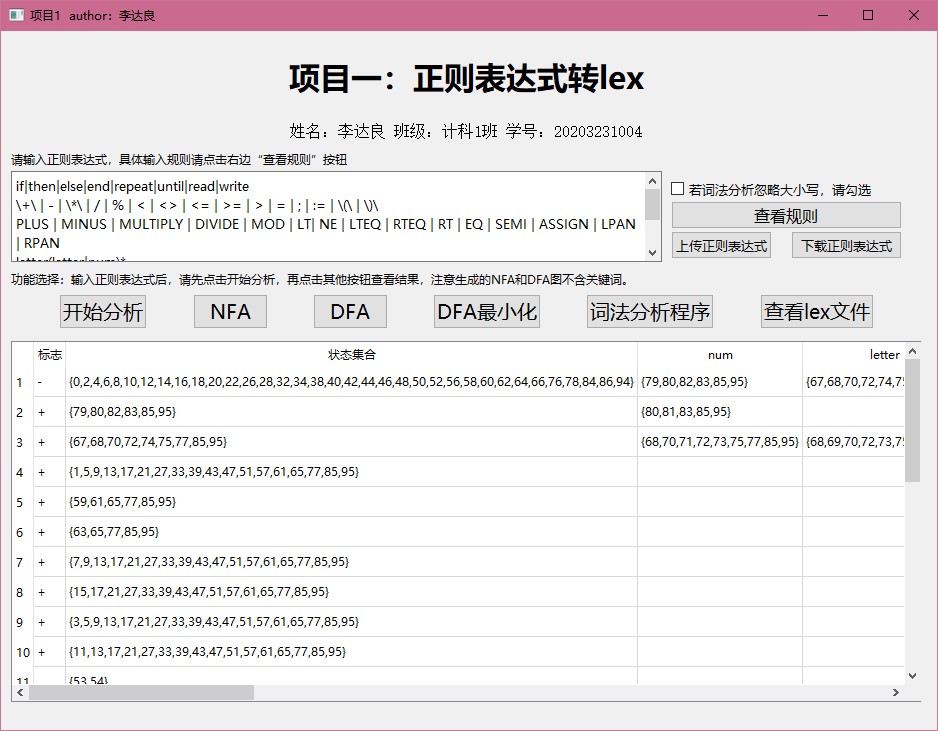 项目1 author：李达良
项目一：正则表达式转lex
姓名：李达良 班级：计科1班 学号：20203231004
请输入正则表达式，具体输入规则请点击右边“查看规则”按钮
if|then|else|end|repeat|until|read|write
\+\ | - | \*\ | / | % | < | <> | <= | >= | > | = | ; | := | \(\ | \)\
PLUS | MINUS | MULTIPLY | DIVIDE | MOD | LT| NE | LTEQ | RTEQ | RT | EQ | SEMI | ASSIGN | LPAN
| RPAN
letter(letter|num)*
若词法分析忽略大小写，请勾选
查看规则
上传正则表达式 下载正则表达式
功能选择：输入正则表达式后，请先点击开始分析，再点击其他按钮查看结果，注意生成的NFA和DFA图不含关键词。
开始分析 NFA DFA DFA最小化 词法分析程序 查看lex文件
标志 状态集合 num letter
1 - {0,2,4,6,8,10,12,14,16,18,20,22,26,28,32,34,38,40,42,44,46,48,50,52,56,58,60,62,64,66,76,78,84,86,94} {79,80,82,83,85,95} {67,68,70,72,74,75
2 + {79,80,82,83,85,95} {80,81,83,85,95}
3 + {67,68,70,72,74,75,77,85,95} {68,70,71,72,73,75,77,85,95} {68,69,70,72,73,75
4 + {1,5,9,13,17,21,27,33,39,43,47,51,57,61,65,77,85,95}
5 + {59,61,65,77,85,95}
6 + {63,65,77,85,95}
7 + {7,9,13,17,21,27,33,39,43,47,51,57,61,65,77,85,95}
8 + {15,17,21,27,33,39,43,47,51,57,61,65,77,85,95}
9 + {3,5,9,13,17,21,27,33,39,43,47,51,57,61,65,77,85,95}
10 + {11,13,17,21,27,33,39,43,47,51,57,61,65,77,85,95}
11 {53,54}